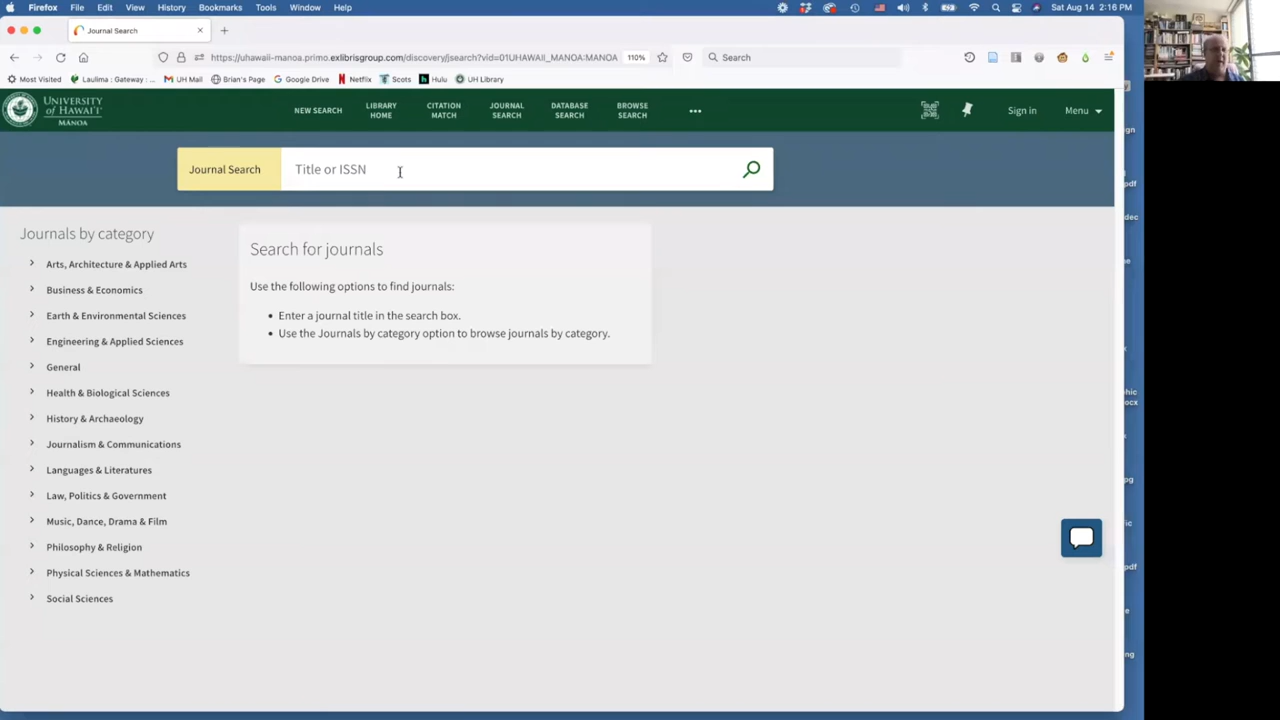 Firefox File Edit View History Bookmarks Tools Window Help Sat Aug 14 2:16 PM
Journal Search
https://uhawaii-manoa.primo.exlibrisgroup.com/discovery/jsearch?vid=01UHAWAII_MANOA:MANOA 110% Search
Most Visited Laulima : Gateway : ... UH Mail Brian's Page Google Drive Netflix Scots Hulu UH Library
UNIVERSITY of HAWAI'I MĀNOA
NEW SEARCH
LIBRARY HOME
CITATION MATCH
JOURNAL SEARCH
DATABASE SEARCH
BROWSE SEARCH
Sign in Menu
Journal Search Title or ISSN
Journals by category
Arts, Architecture & Applied Arts
Business & Economics
Earth & Environmental Sciences
Engineering & Applied Sciences
General
Health & Biological Sciences
History & Archaeology
Journalism & Communications
Languages & Literatures
Law, Politics & Government
Music, Dance, Drama & Film
Philosophy & Religion
Physical Sciences & Mathematics
Social Sciences
Search for journals
Use the following options to find journals:
Enter a journal title in the search box.
Use the Journals by category option to browse journals by category.